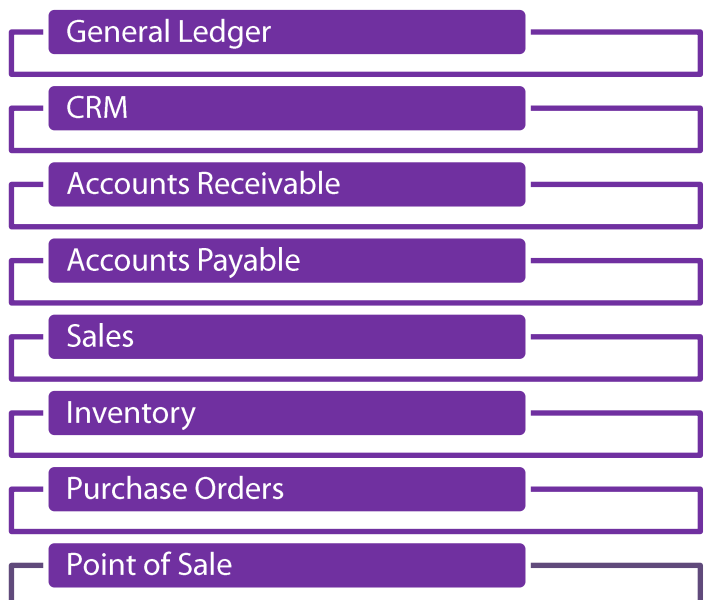 General Ledger
CRM
Accounts Receivable
Accounts Payable
Sales
Inventory
Purchase Orders
Point of Sale